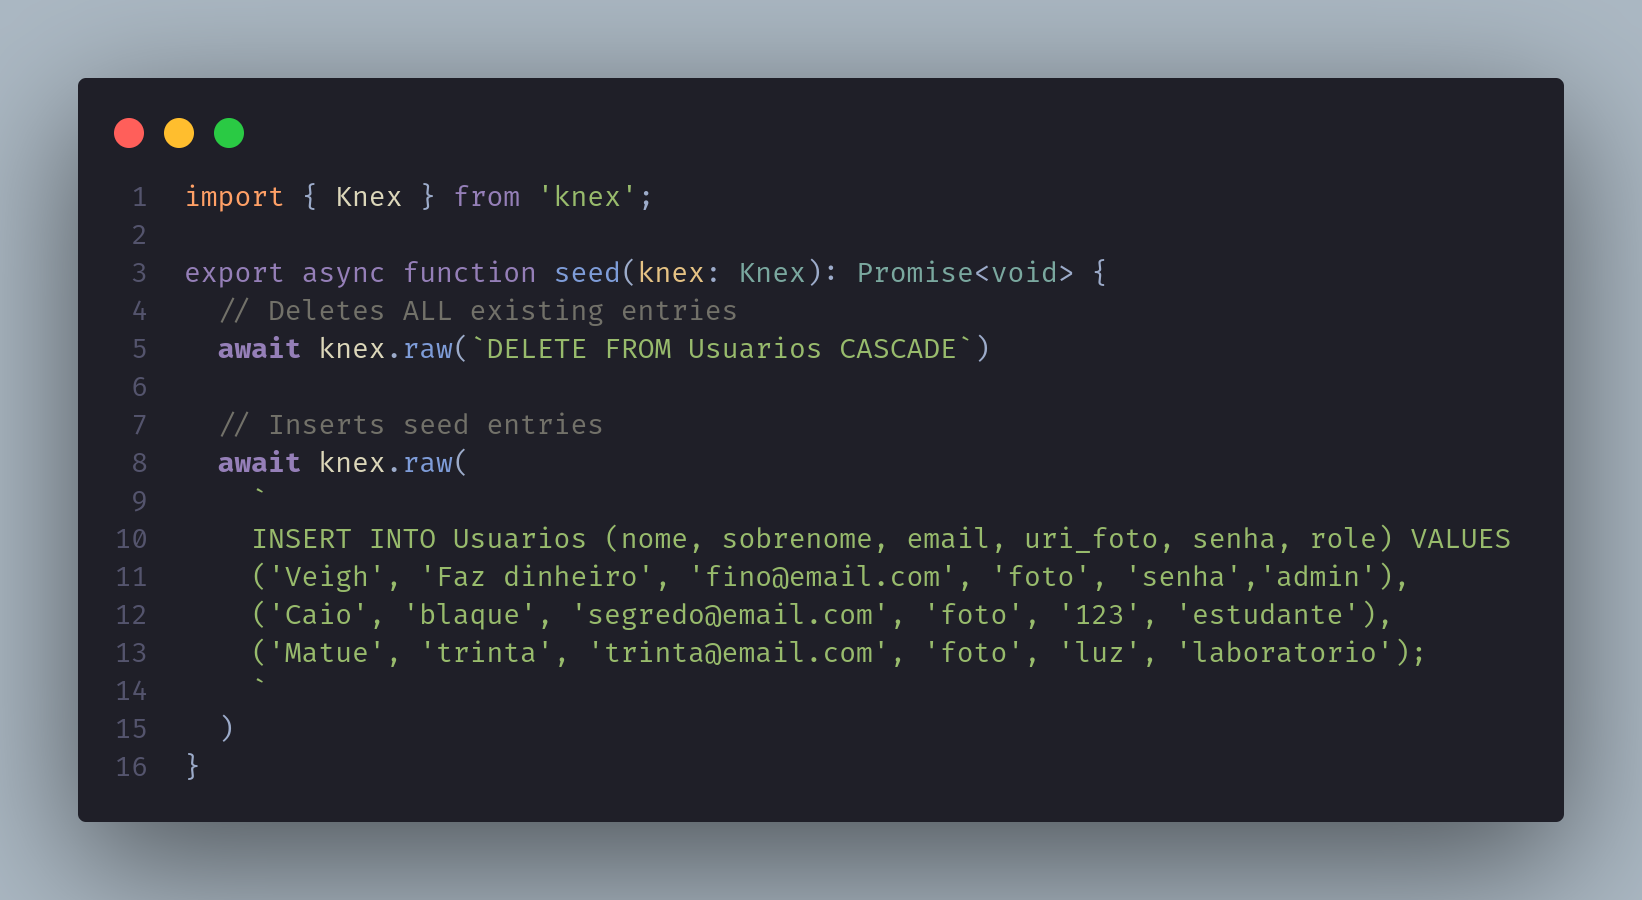 1 import { Knex } from 'knex';
2
3 export async function seed(knex: Knex): Promise<void> {
4 // Deletes ALL existing entries
5 await knex.raw(`DELETE FROM Usuarios CASCADE`)
6
7 // Inserts seed entries
8 await knex.raw(
9 `
10 INSERT INTO Usuarios (nome, sobrenome, email, uri_foto, senha, role) VALUES
11 ('Veigh', 'Faz dinheiro', 'fino@email.com', 'foto', 'senha','admin'),
12 ('Caio', 'blaque', 'segredo@email.com', 'foto', '123', 'estudante'),
13 ('Matue', 'trinta', 'trinta@email.com', 'foto', 'luz', 'laboratorio');
14 `
15 )
16 }